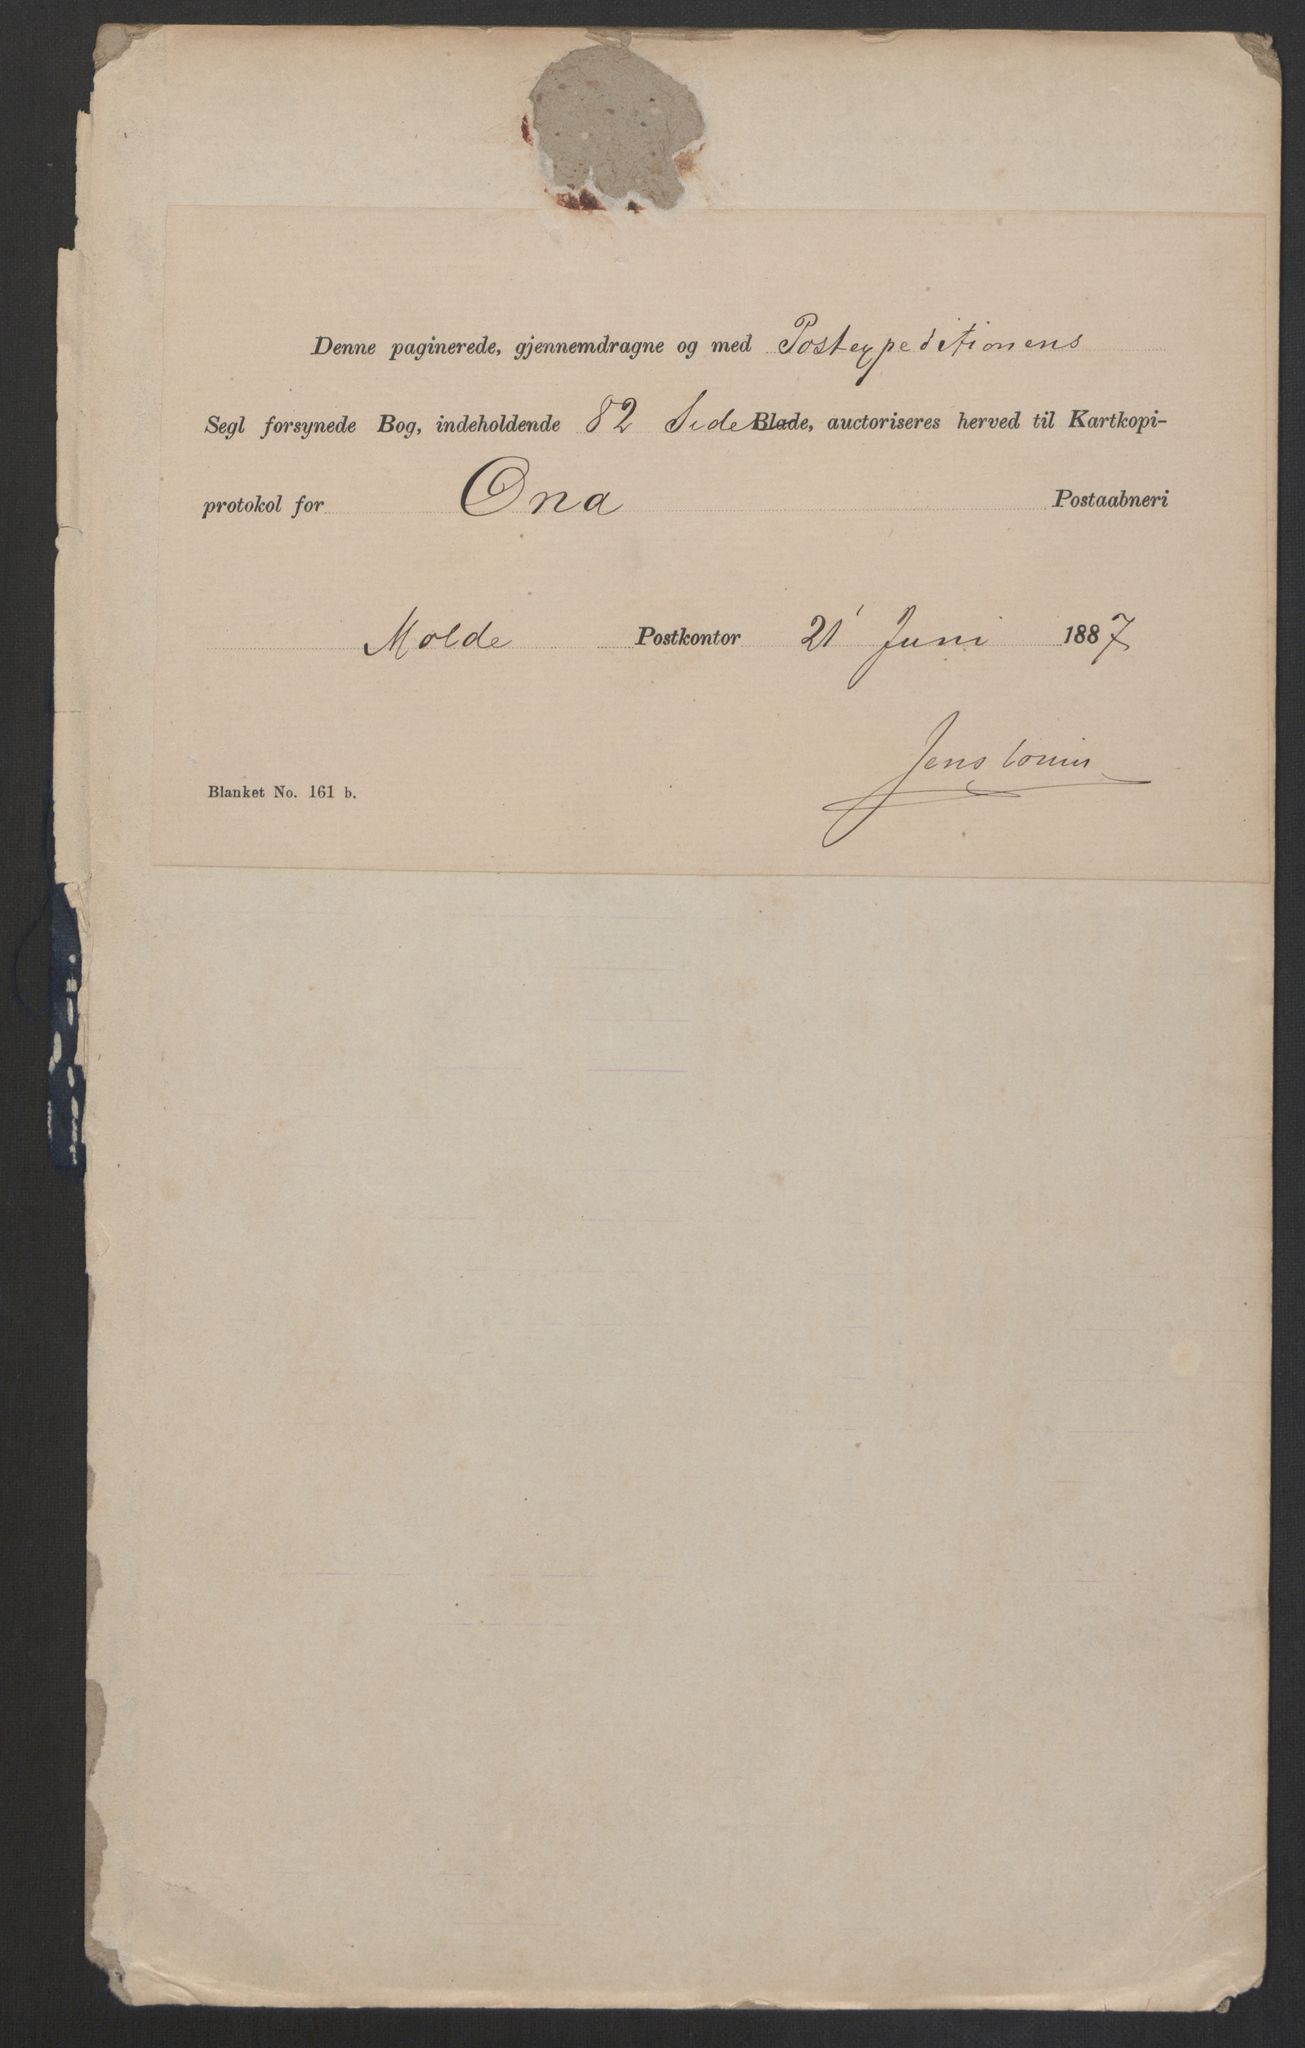 Denne paginerede, gjennemdragne og med Postexpeditionens
Segl forsynede Bog, indeholdende 82 Side Blade, auctoriseres herved til Kartkopi-
protokol for Ona Postaabneri
Molde Postkontor 21 Juni 1887
Jens
Blanket No. 161 b.